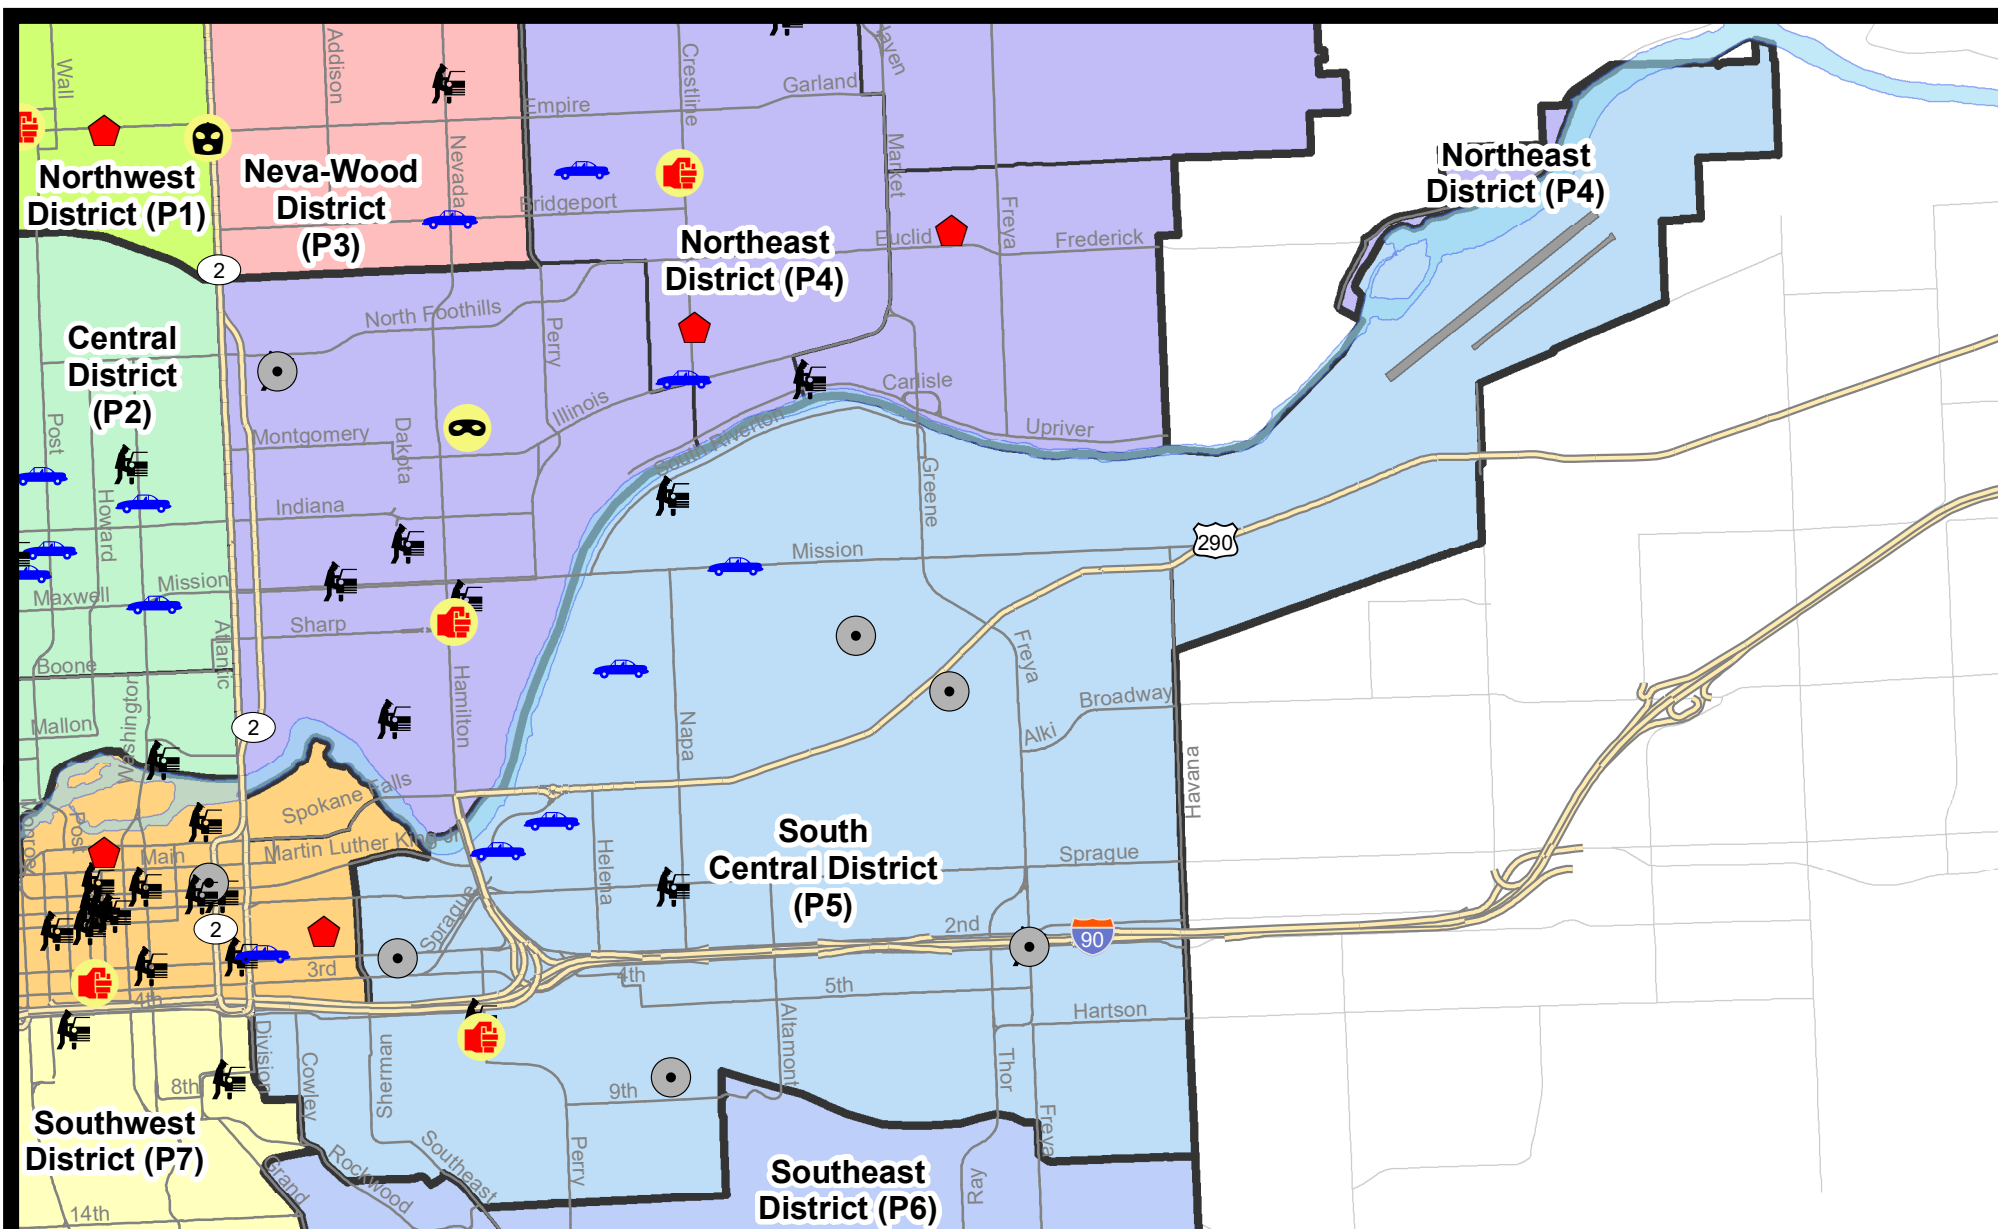 Wall
Addison
Crestline
Haven
Garland
Empire
Nevada
Market
Northwest
District (P1)
Neva-Wood
District
(P3)
Bridgeport
Northeast
District (P4)
Freya
Euclid
Frederick
Northeast
District (P4)
2
North Foothills
Perry
Central
District
(P2)
Post
Carlisle
Illinois
Dakota
Montgomery
South Riverton
Upriver
Greene
Howard
Indiana
Mission
290
Mission
Maxwell
Sharp
Atlantic
Boone
Washington
Hamilton
Freya
Broadway
Napa
Alki
Mallon
2
Havana
Spokane Falls
Monroe
Post
Main
Martin Luther King Jr
Helena
South
Central District
(P5)
Sprague
Sprague
2
2nd
90
3rd
4th
5th
4th
Hartson
Altamont
Division
Cowley
Sherman
Thor
8th
9th
Freya
Southwest
District (P7)
Perry
Southeast
Rockwood
Grand
Ray
Southeast
District (P6)
14th